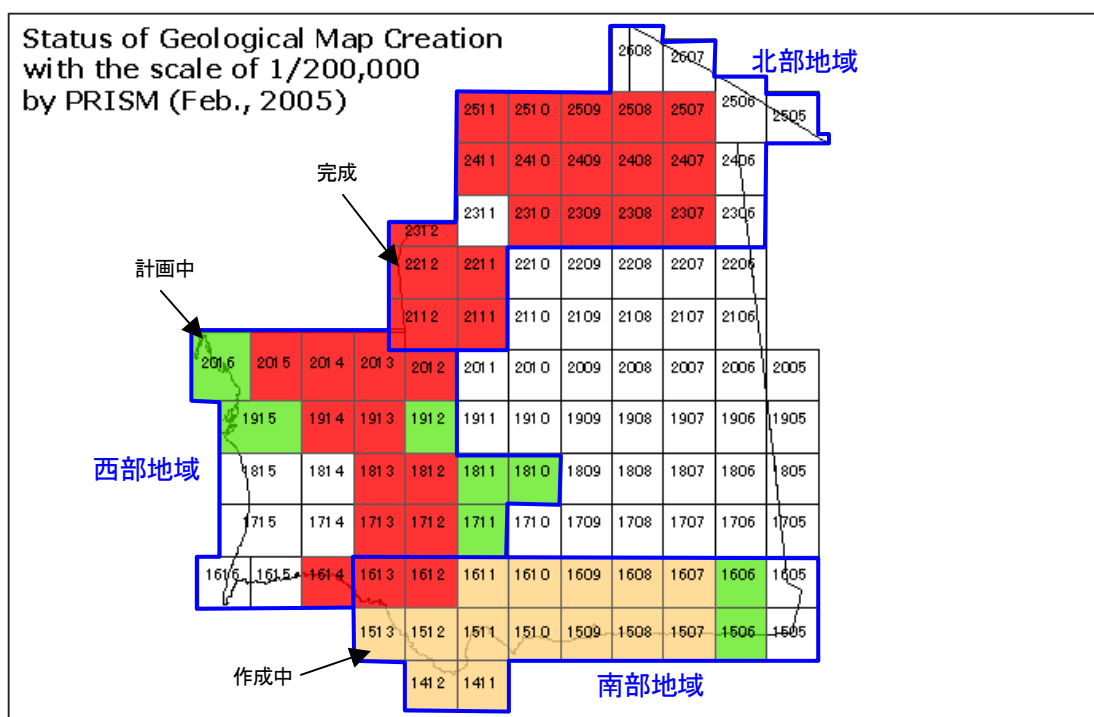 Status of Geological Map Creation
with the scale of 1/200,000
by PRISM (Feb., 2005)
2608 2607 北部地域
2506 2505
2511 2510 2509 2508 2507
2411 2410 2409 2408 2407 2406
完成
2311 2310 2309 2308 2307 2306
2312
計画中 2212 2211 2210 2209 2208 2207 2206
2112 2111 2110 2109 2108 2107 2106
2016 2015 2014 2013 2012 2011 2010 2009 2008 2007 2006 2005
1915 1914 1913 1912 1911 1910 1909 1908 1907 1906 1905
西部地域 1815 1814 1813 1812 1811 1810 1809 1808 1807 1806 1805
1715 1714 1713 1712 1711 1710 1709 1708 1707 1706 1705
1616 1615 1614 1613 1612 1611 1610 1609 1608 1607 1606 1605
1513 1512 1511 1510 1509 1508 1507 1506 1505
作成中 1412 1411 南部地域